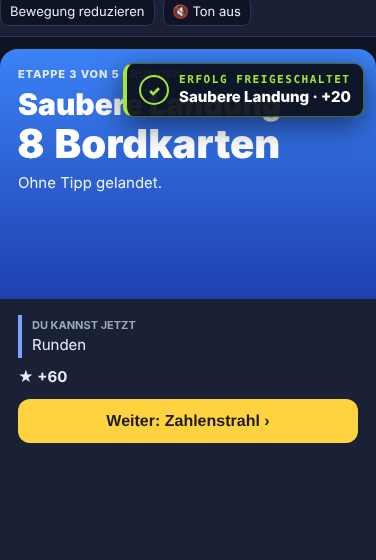 Bewegung reduzieren
Ton aus
ETAPPE 3 VON 5
ERFOLG FREIGESCHALTET
Saubere Landung · +20
Saubere
8 Bordkarten
Ohne Tipp gelandet.
DU KANNST JETZT
Runden
★ +60
Weiter: Zahlenstrahl ›